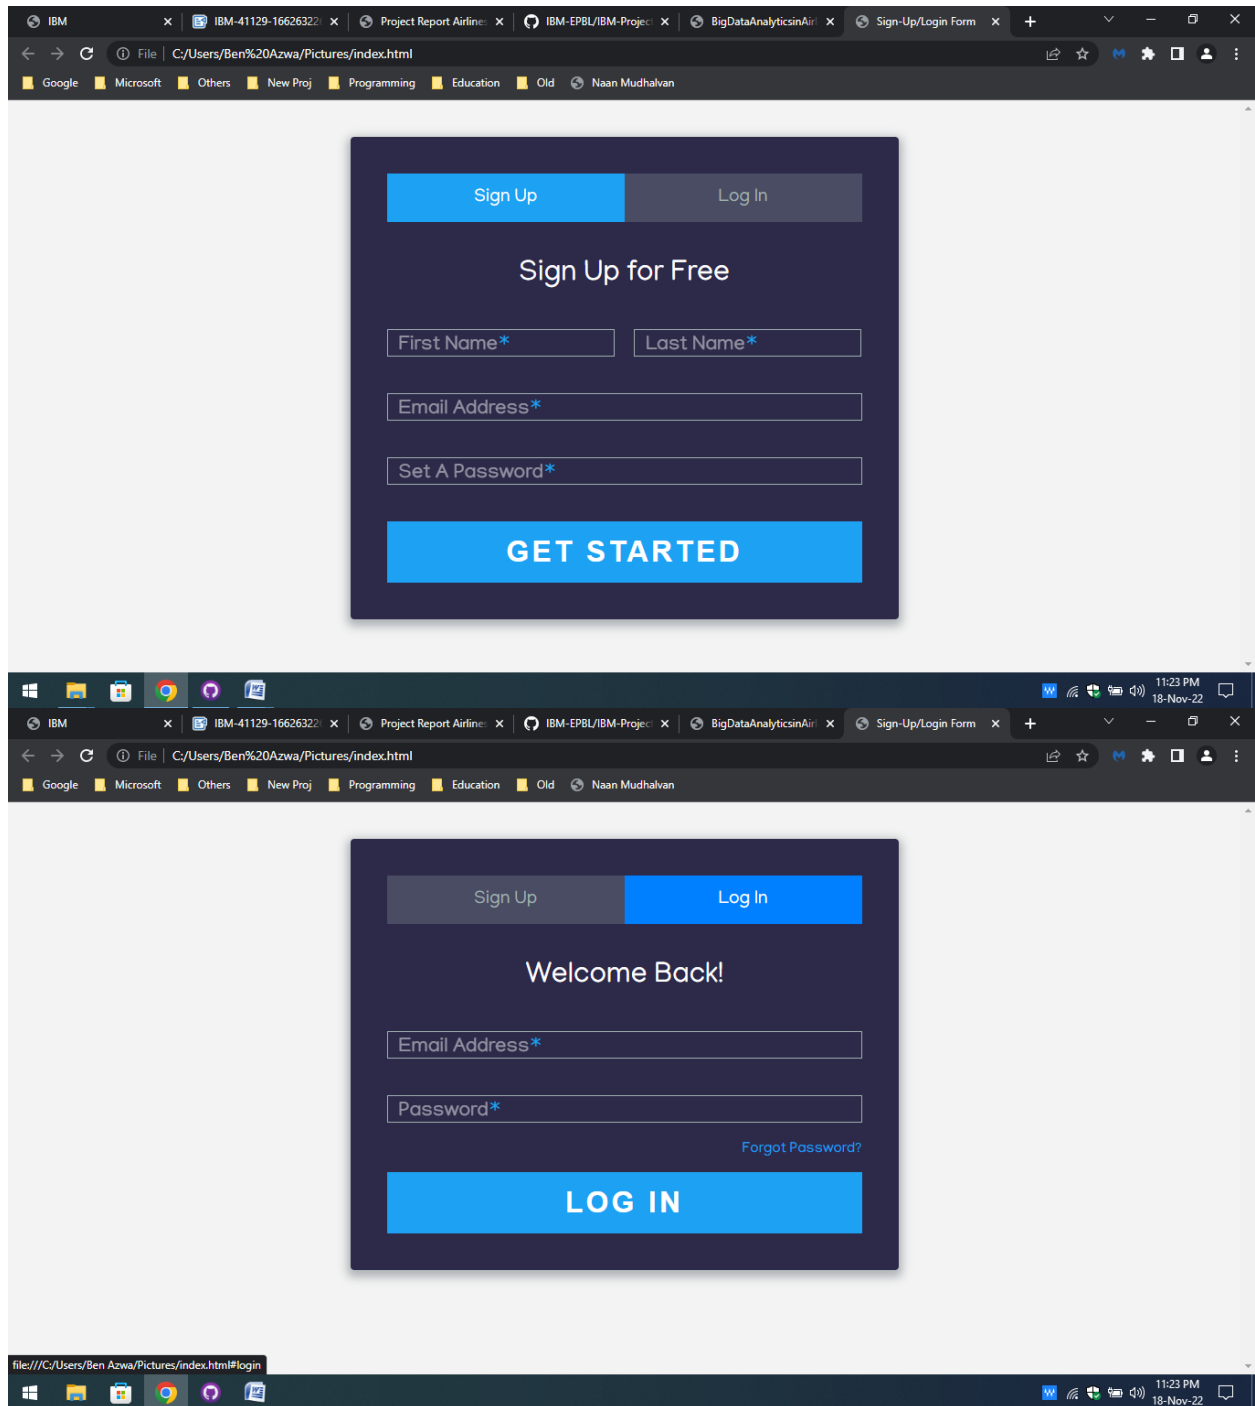 IBM IBM-41129-16626322 Project Report Airlines IBM-EPBL/IBM-Project BigDataAnalyticsinAirl Sign-Up/Login Form
File C:/Users/Ben%20Azwa/Pictures/index.html
Google Microsoft Others New Proj Programming Education Old Naan Mudhalvan
Sign Up Log In
Sign Up for Free
First Name* Last Name*
Email Address*
Set A Password*
GET STARTED
11:23 PM
18-Nov-22
IBM IBM-41129-16626322 Project Report Airlines IBM-EPBL/IBM-Project BigDataAnalyticsinAirl Sign-Up/Login Form
File C:/Users/Ben%20Azwa/Pictures/index.html
Google Microsoft Others New Proj Programming Education Old Naan Mudhalvan
Sign Up Log In
Welcome Back!
Email Address*
Password*
Forgot Password?
LOG IN
file:///C:/Users/Ben Azwa/Pictures/index.html#login
11:23 PM
18-Nov-22